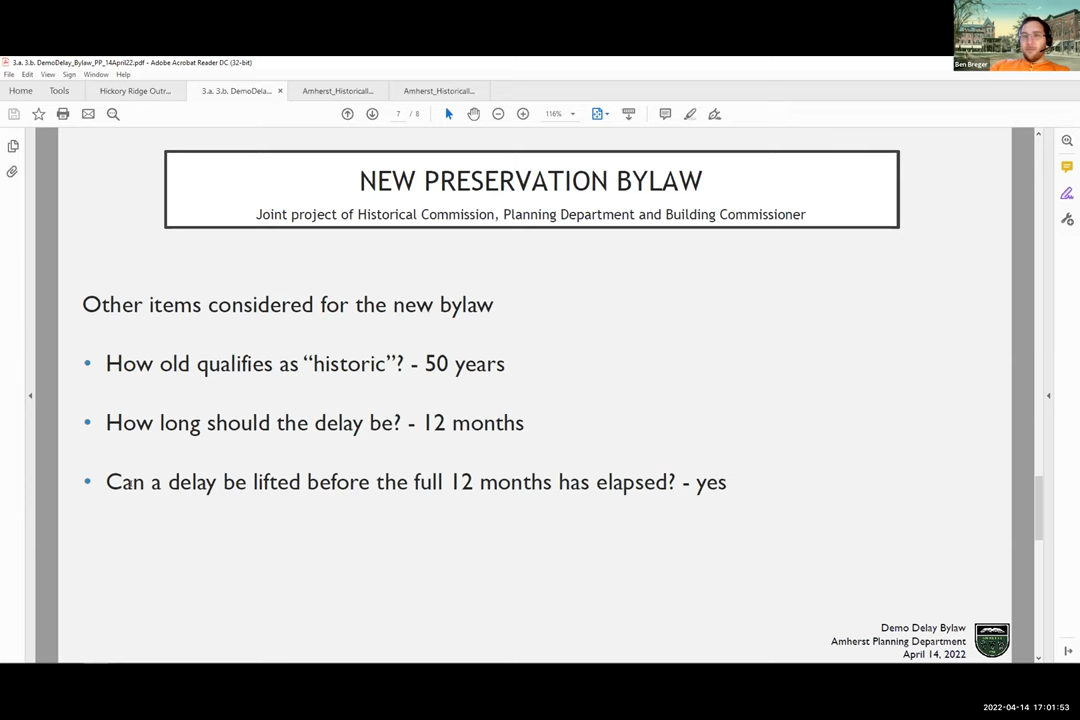 Ben Breger
3.a. 3.b. DemoDelay_Bylaw_PP_14April22.pdf - Adobe Acrobat Reader DC (32-bit)
File Edit View Sign Window Help
Home Tools Hickory Ridge Outr... 3.a. 3.b. DemoDela... × Amherst_Historicall... Amherst_Historicall...
7 / 8 116%
NEW PRESERVATION BYLAW
Joint project of Historical Commission, Planning Department and Building Commissioner
Other items considered for the new bylaw
• How old qualifies as “historic”? - 50 years
• How long should the delay be? - 12 months
• Can a delay be lifted before the full 12 months has elapsed? - yes
Demo Delay Bylaw
Amherst Planning Department
April 14, 2022
2022-04-14 17:01:53